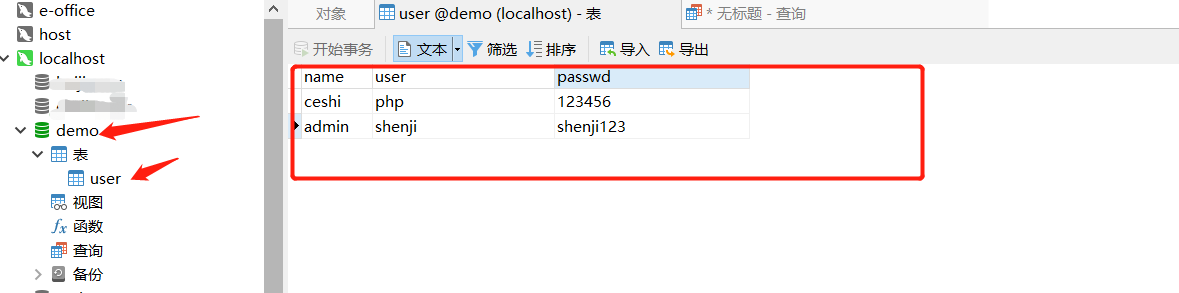 e-office
host
localhost
demo
表
user
视图
函数
查询
备份
对象
user @demo (localhost) - 表
* 无标题 - 查询
开始事务
文本
筛选
排序
导入
导出
name user passwd
ceshi php 123456
admin shenji shenji123